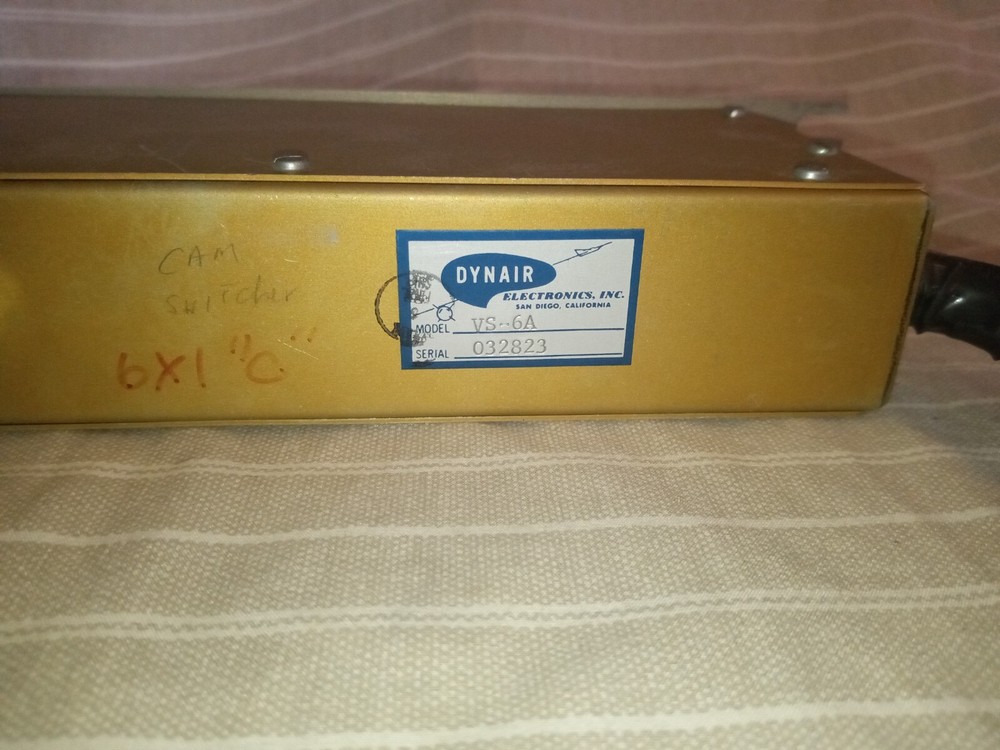 CAM
SWITCHER
6X1 "C"
DYNAIR
ELECTRONICS, INC.
SAN DIEGO, CALIFORNIA
MODEL VS-6A
SERIAL 032823